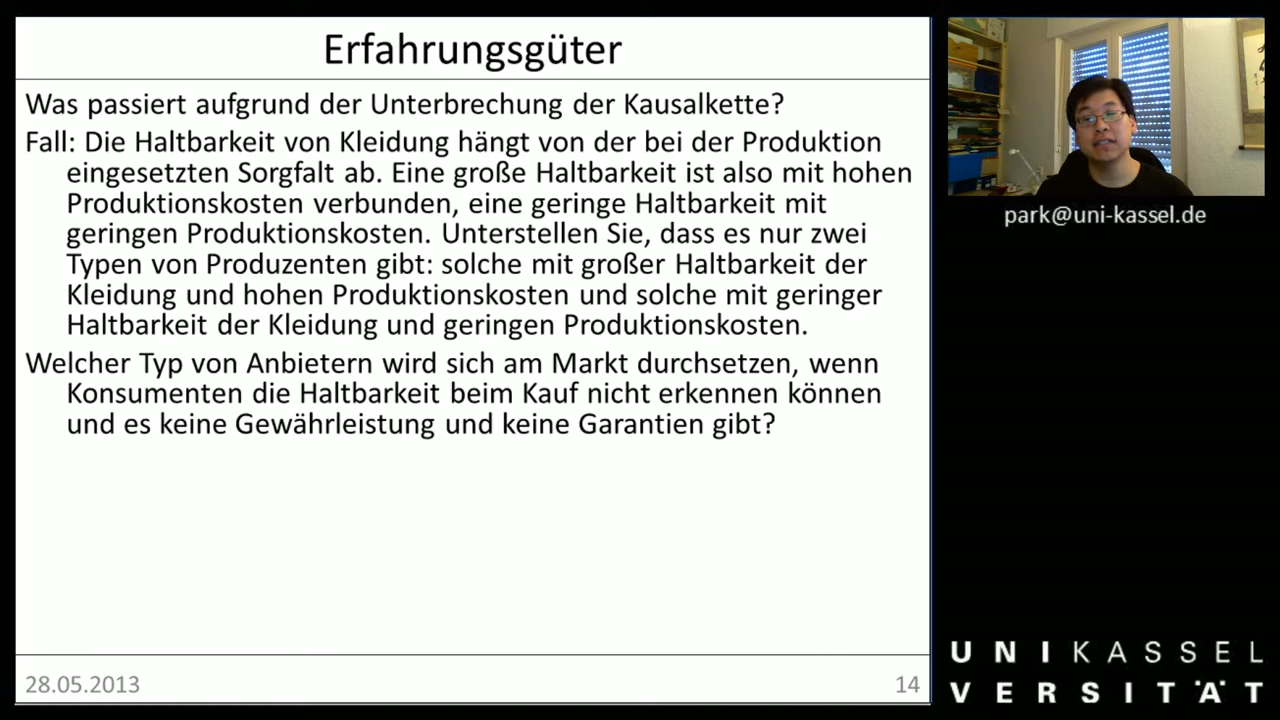 Erfahrungsgüter
Was passiert aufgrund der Unterbrechung der Kausalkette?
Fall: Die Haltbarkeit von Kleidung hängt von der bei der Produktion
eingesetzten Sorgfalt ab. Eine große Haltbarkeit ist also mit hohen
Produktionskosten verbunden, eine geringe Haltbarkeit mit
geringen Produktionskosten. Unterstellen Sie, dass es nur zwei
Typen von Produzenten gibt: solche mit großer Haltbarkeit der
Kleidung und hohen Produktionskosten und solche mit geringer
Haltbarkeit der Kleidung und geringen Produktionskosten.
Welcher Typ von Anbietern wird sich am Markt durchsetzen, wenn
Konsumenten die Haltbarkeit beim Kauf nicht erkennen können
und es keine Gewährleistung und keine Garantien gibt?
28.05.2013
14
park@uni-kassel.de
UNIKASSEL
VERSITÄT